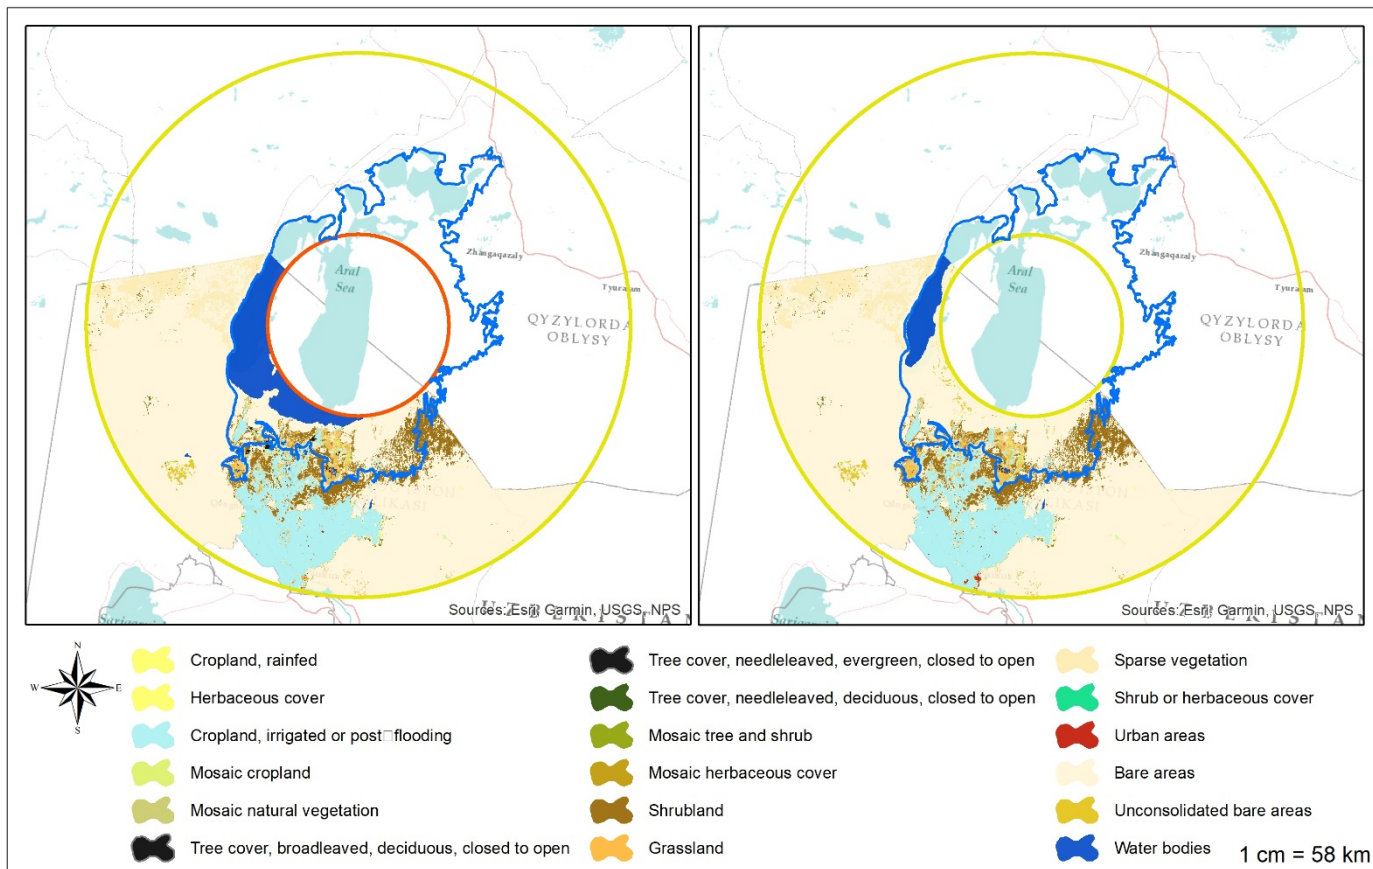 Aral
Sea
Zhangaqazaly
Tyuratam
QYZYLORDA
OBLYSY
Sources: Esri, Garmin, USGS, NPS
Aral
Sea
Zhangaqazaly
Tyuratam
QYZYLORDA
OBLYSY
Sources: Esri, Garmin, USGS, NPS
N
W E
S
Cropland, rainfed
Herbaceous cover
Cropland, irrigated or post□flooding
Mosaic cropland
Mosaic natural vegetation
Tree cover, broadleaved, deciduous, closed to open
Tree cover, needleleaved, evergreen, closed to open
Tree cover, needleleaved, deciduous, closed to open
Mosaic tree and shrub
Mosaic herbaceous cover
Shrubland
Grassland
Sparse vegetation
Shrub or herbaceous cover
Urban areas
Bare areas
Unconsolidated bare areas
Water bodies
1 cm = 58 km